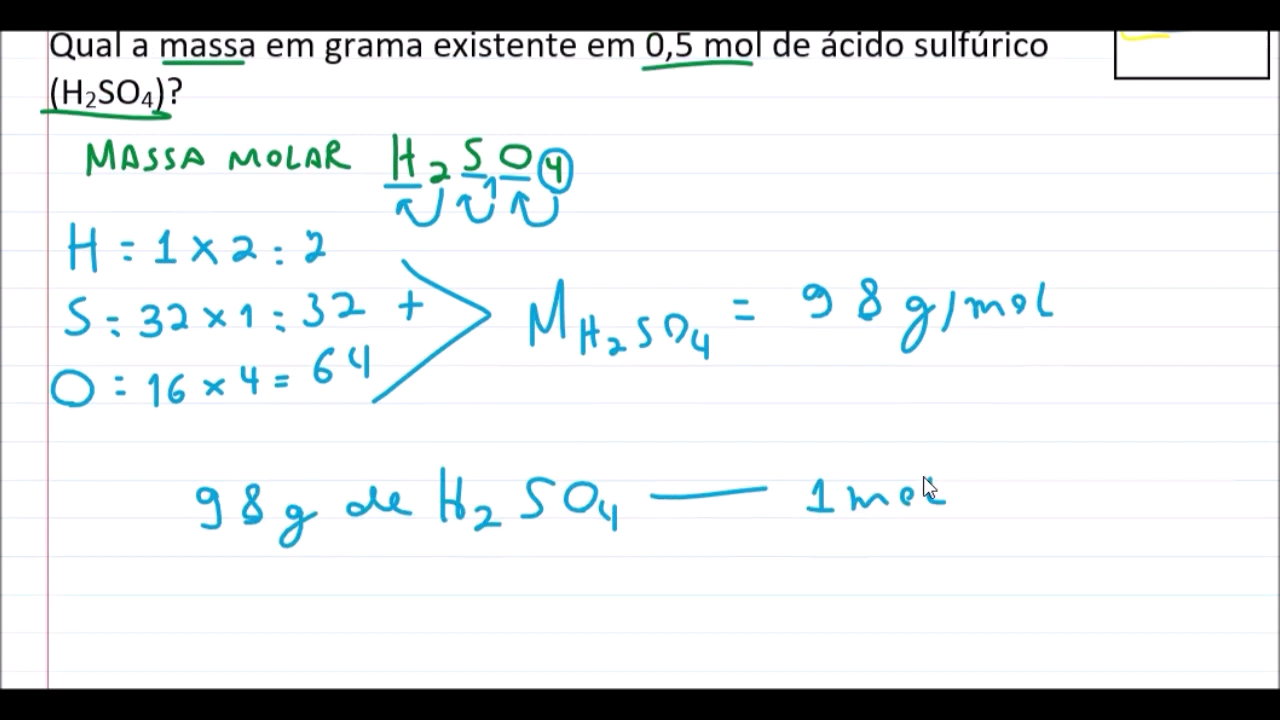 Qual a massa em grama existente em 0,5 mol de ácido sulfúrico
(H₂SO₄)?
MASSA MOLAR H₂S₁O₄
H = 1 x 2 = 2
S = 32 x 1 = 32 +
O = 16 x 4 = 64
M H₂SO₄ = 98 g/mol
98 g de H₂SO₄ — 1 mol